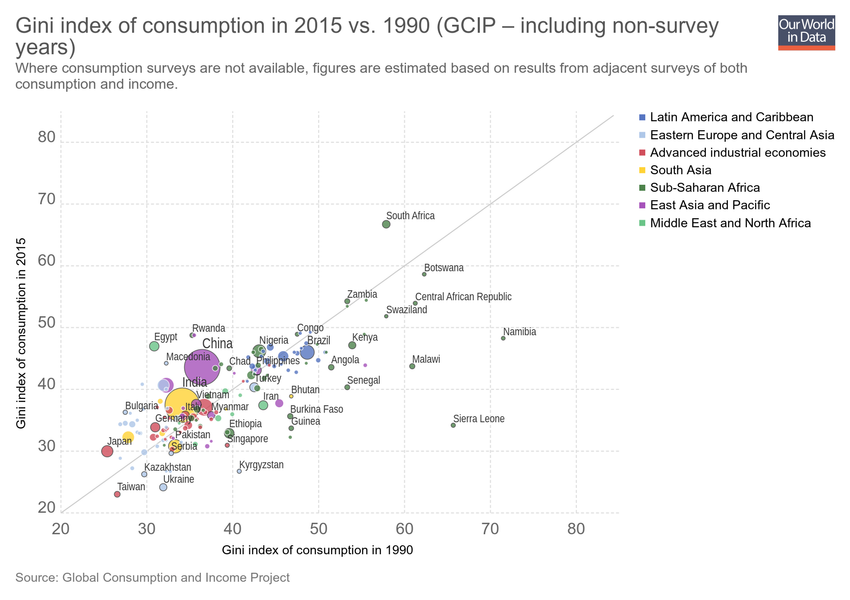 Gini index of consumption in 2015 vs. 1990 (GCIP – including non-survey
years)
Our World
in Data
Where consumption surveys are not available, figures are estimated based on results from adjacent surveys of both
consumption and income.
Latin America and Caribbean
Eastern Europe and Central Asia
Advanced industrial economies
South Asia
Sub-Saharan Africa
East Asia and Pacific
Middle East and North Africa
Gini index of consumption in 2015
80
70
60
50
40
30
20
South Africa
Botswana
Zambia
Central African Republic
Swaziland
Rwanda
Congo
Namibia
Egypt
China
Nigeria
Brazil
Kenya
Macedonia
Chad
Philippines
Angola
Malawi
India
Turkey
Senegal
Vietnam
Iran
Bhutan
Bulgaria
Italy
Myanmar
Burkina Faso
Germany
Ethiopia
Guinea
Sierra Leone
Japan
Pakistan
Singapore
Serbia
Kazakhstan
Kyrgyzstan
Ukraine
Taiwan
20
30
40
50
60
70
80
Gini index of consumption in 1990
Source: Global Consumption and Income Project